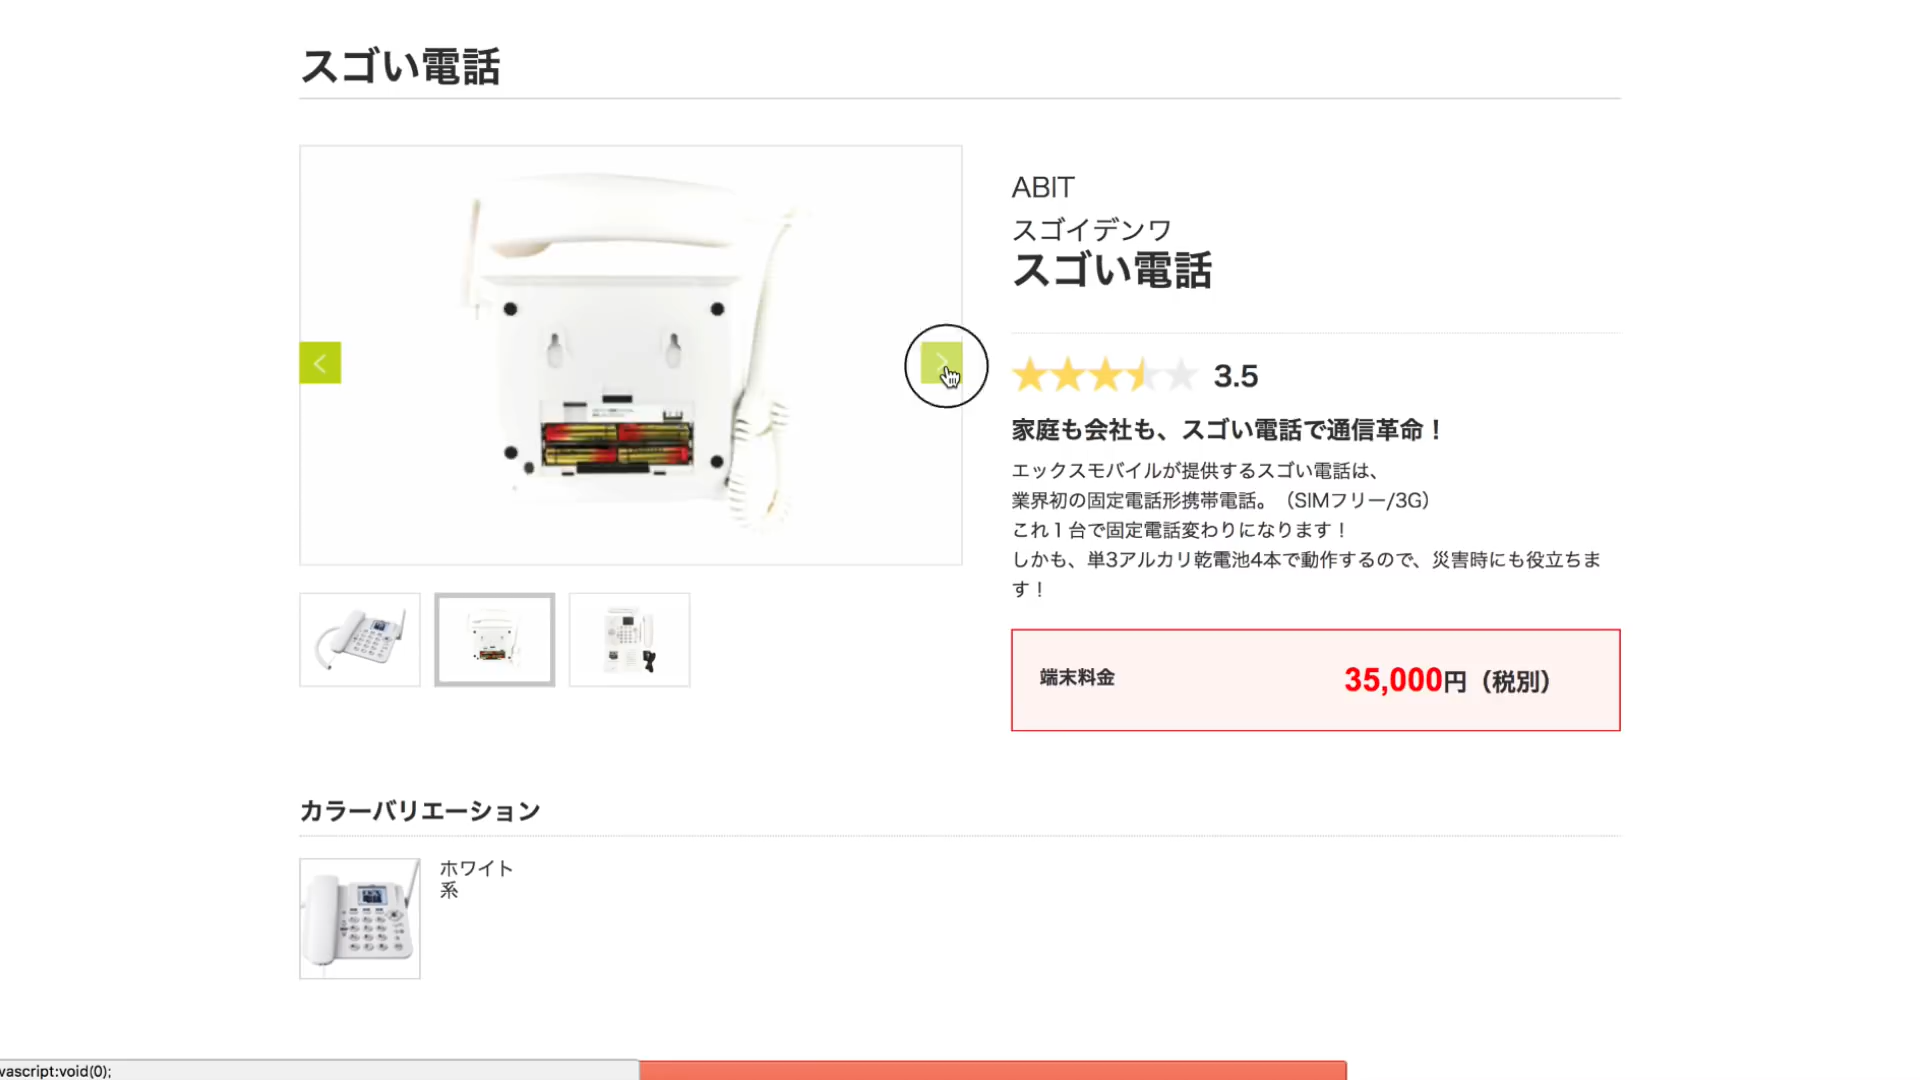 スゴい電話
ABIT
スゴイデンワ
スゴい電話
3.5
家庭も会社も、スゴい電話で通信革命！
エックスモバイルが提供するスゴい電話は、
業界初の固定電話形携帯電話。（SIMフリー/3G）
これ１台で固定電話変わりになります！
しかも、単3アルカリ乾電池4本で動作するので、災害時にも役立ちま
す！
端末料金
35,000円（税別）
カラーバリエーション
ホワイト
系
vascript:void(0);